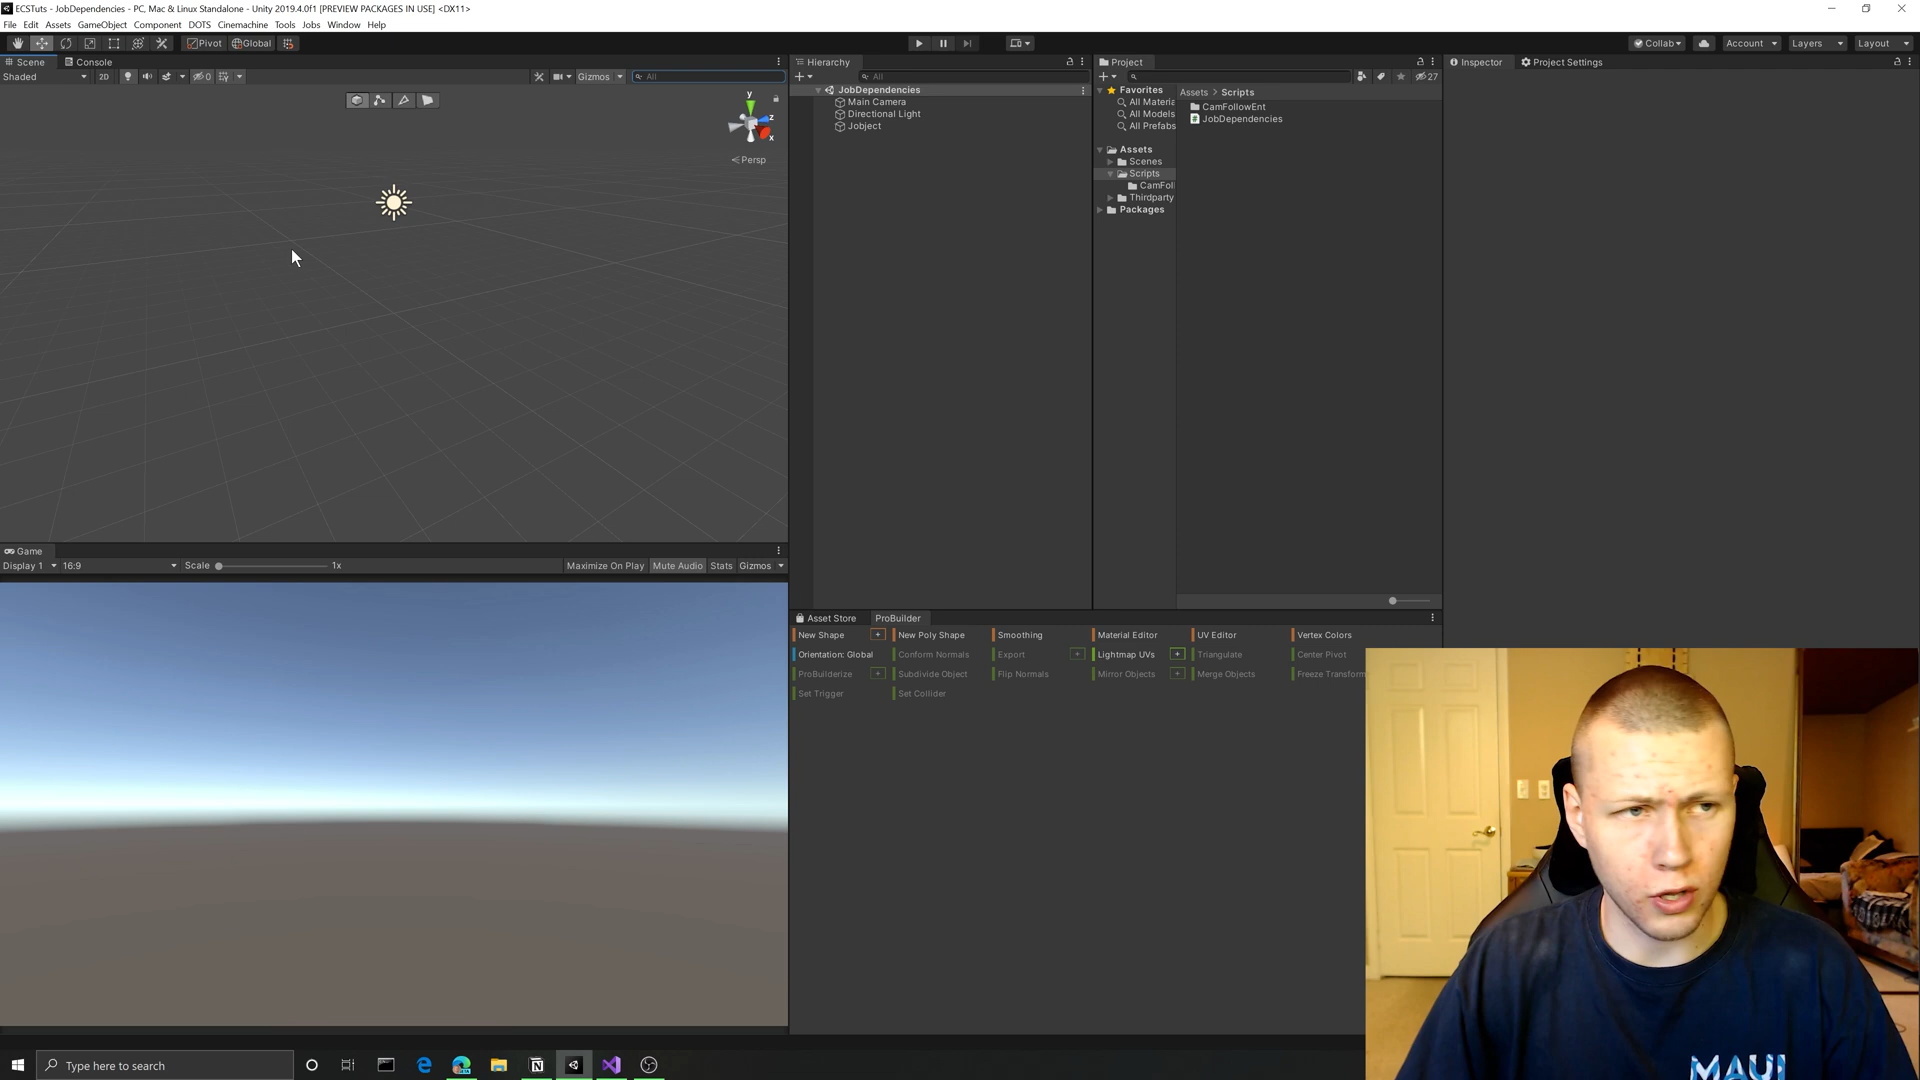 ECSTuts - JobDependencies - PC, Mac & Linux Standalone - Unity 2019.4.0f1 [PREVIEW PACKAGES IN USE] <DX11>
File Edit Assets GameObject Component DOTS Cinemachine Tools Jobs Window Help
Pivot Global Collab Account Layers Layout
Scene Console
Shaded 2D 0 Gizmos All
y
z
x
Persp
Hierarchy
All
JobDependencies
Main Camera
Directional Light
Jobject
Project
27
Favorites
All Materia
All Models
All Prefabs
Assets
Scenes
Scripts
CamFoll
Thirdparty
Packages
Assets > Scripts
CamFollowEnt
JobDependencies
Inspector Project Settings
Game
Display 1 16:9 Scale 1x Maximize On Play Mute Audio Stats Gizmos
Asset Store ProBuilder
New Shape + New Poly Shape Smoothing Material Editor UV Editor Vertex Colors
Orientation: Global Conform Normals Export + Lightmap UVs + Triangulate Center Pivot
ProBuilderize + Subdivide Object Flip Normals Mirror Objects + Merge Objects Freeze Transform
Set Trigger Set Collider
MAUI
Type here to search